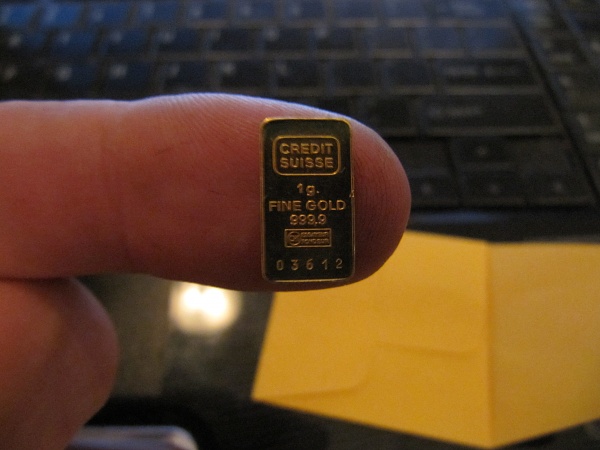 CREDIT
SUISSE
1g.
FINE GOLD
999.9
03612